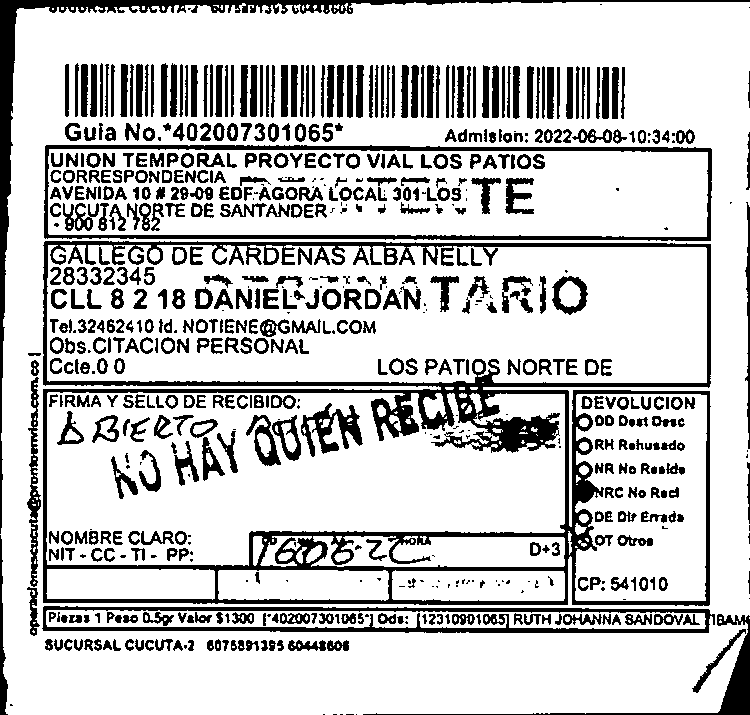 SUCURSAL CUCUTA-2 6075891395 60448606
Guia No.*402007301065*
Admision: 2022-06-08-10:34:00
UNION TEMPORAL PROYECTO VIAL LOS PATIOS
CORRESPONDENCIA
AVENIDA 10 # 29-09 EDF AGORA LOCAL 301 LOS
CUCUTA NORTE DE SANTANDER
- 900 812 782
GALLEGO DE CARDENAS ALBA NELLY
28332345
CLL 8 2 18 DANIEL JORDAN
DESTINATARIO
Tel.32462410 Id. NOTIENE@GMAIL.COM
Obs.CITACION PERSONAL
Ccte.0 0
LOS PATIOS NORTE DE
operacionescucuta@prontoenvios.com.co |
FIRMA Y SELLO DE RECIBIDO:
ABIERTO
NO HAY QUIEN RECIBE
NOMBRE CLARO:
NIT - CC - TI - PP:
HORA
160622
D+3
DEVOLUCION
DD Dest Desc
RH Rehusado
NR No Reside
NRC No Reci
DE Dir Errada
OT Otros
CP: 541010
Piezas 1 Peso 0.5gr Valor $1300 [*402007301065*] Ods: [12310901065] RUTH JOHANNA SANDOVAL TIBAM
SUCURSAL CUCUTA-2 6075891395 60448606